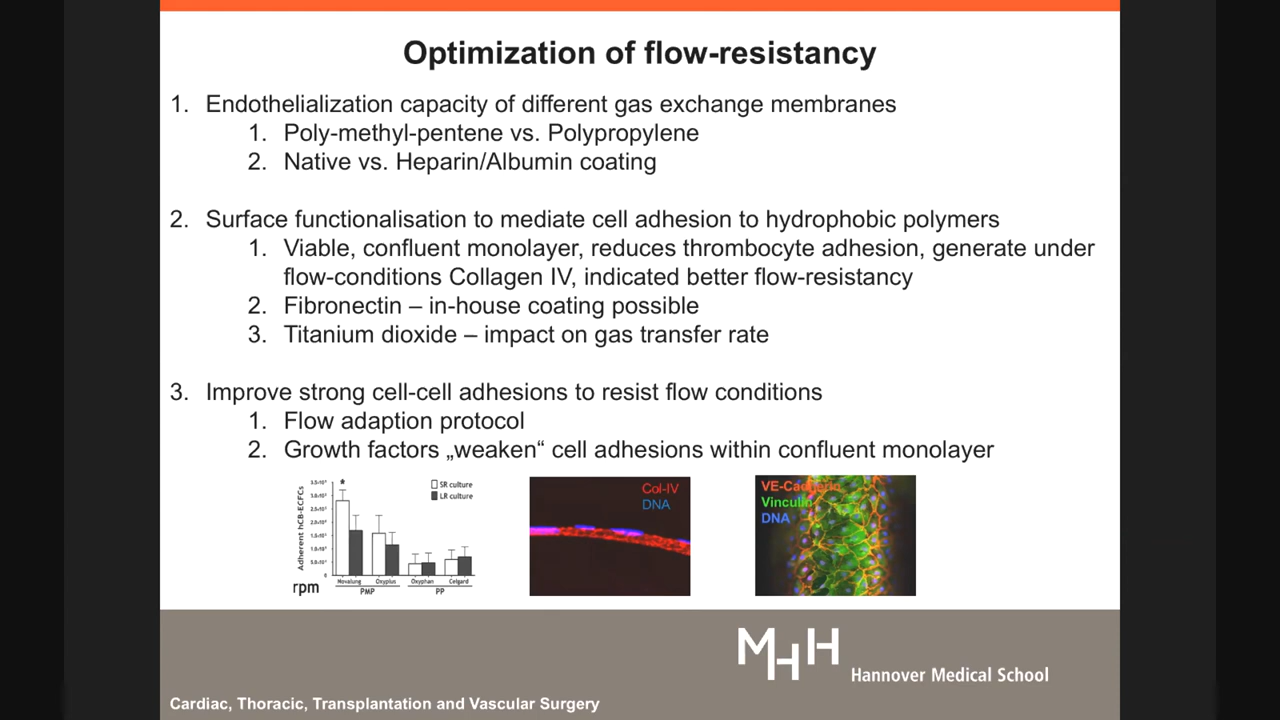 Optimization of flow-resistancy
1. Endothelialization capacity of different gas exchange membranes
1. Poly-methyl-pentene vs. Polypropylene
2. Native vs. Heparin/Albumin coating
2. Surface functionalisation to mediate cell adhesion to hydrophobic polymers
1. Viable, confluent monolayer, reduces thrombocyte adhesion, generate under
flow-conditions Collagen IV, indicated better flow-resistancy
2. Fibronectin – in-house coating possible
3. Titanium dioxide – impact on gas transfer rate
3. Improve strong cell-cell adhesions to resist flow conditions
1. Flow adaption protocol
2. Growth factors „weaken“ cell adhesions within confluent monolayer
Adherent hCB-ECFCs
*
SR culture
LR culture
0
Movalung Oxyplus Oxyphan Celgard
PMP PP
rpm
Col-IV
DNA
VE-Cadherin
Vinculin
DNA
MHH
Hannover Medical School
Cardiac, Thoracic, Transplantation and Vascular Surgery